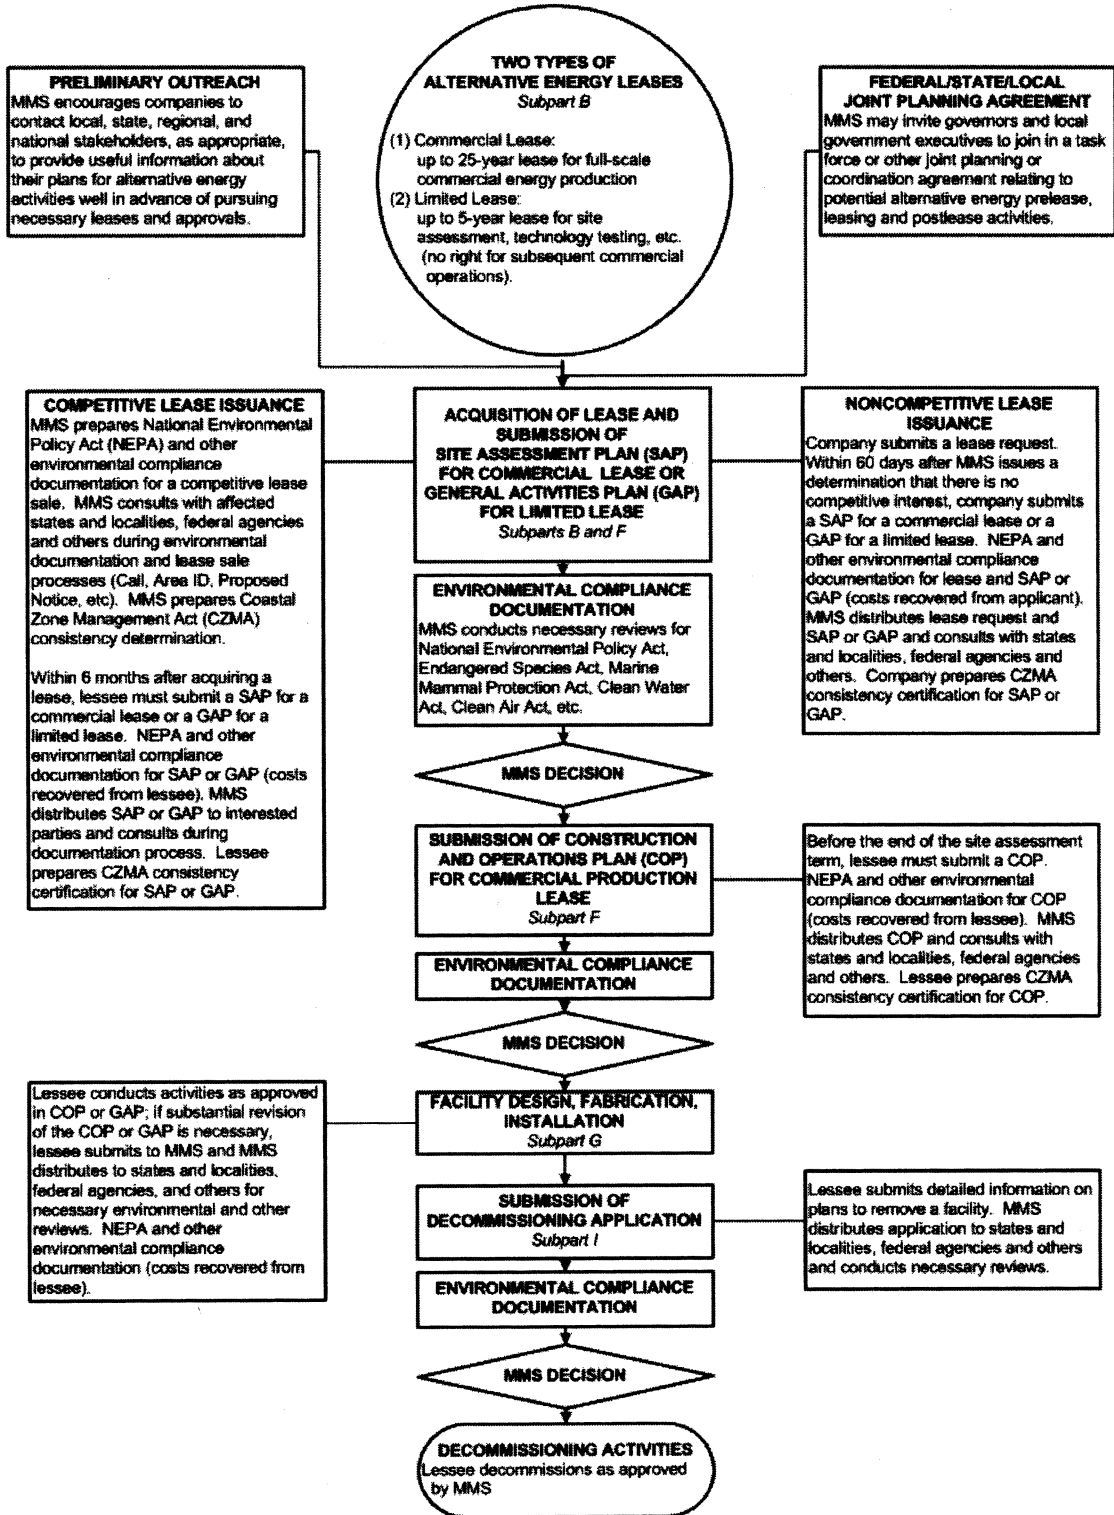 TWO TYPES OF
ALTERNATIVE ENERGY LEASES
Subpart B
(1) Commercial Lease:
up to 25-year lease for full-scale
commercial energy production
(2) Limited Lease:
up to 5-year lease for site
assessment, technology testing, etc.
(no right for subsequent commercial
operations).
PRELIMINARY OUTREACH
MMS encourages companies to
contact local, state, regional, and
national stakeholders, as appropriate,
to provide useful information about
their plans for alternative energy
activities well in advance of pursuing
necessary leases and approvals.
FEDERAL/STATE/LOCAL
JOINT PLANNING AGREEMENT
MMS may invite governors and local
government executives to join in a task
force or other joint planning or
coordination agreement relating to
potential alternative energy prelease,
leasing and postlease activities.
COMPETITIVE LEASE ISSUANCE
MMS prepares National Environmental
Policy Act (NEPA) and other
environmental compliance
documentation for a competitive lease
sale. MMS consults with affected
states and localities, federal agencies
and others during environmental
documentation and lease sale
processes (Call, Area ID, Proposed
Notice, etc). MMS prepares Coastal
Zone Management Act (CZMA)
consistency determination.
Within 6 months after acquiring a
lease, lessee must submit a SAP for a
commercial lease or a GAP for a
limited lease. NEPA and other
environmental compliance
documentation for SAP or GAP (costs
recovered from lessee). MMS
distributes SAP or GAP to interested
parties and consults during
documentation process. Lessee
prepares CZMA consistency
certification for SAP or GAP.
ACQUISITION OF LEASE AND
SUBMISSION OF
SITE ASSESSMENT PLAN (SAP)
FOR COMMERCIAL LEASE OR
GENERAL ACTIVITIES PLAN (GAP)
FOR LIMITED LEASE
Subparts B and F
NONCOMPETITIVE LEASE
ISSUANCE
Company submits a lease request.
Within 60 days after MMS issues a
determination that there is no
competitive interest, company submits
a SAP for a commercial lease or a
GAP for a limited lease. NEPA and
other environmental compliance
documentation for lease and SAP or
GAP (costs recovered from applicant).
MMS distributes lease request and
SAP or GAP and consults with states
and localities, federal agencies and
others. Company prepares CZMA
consistency certification for SAP or
GAP.
ENVIRONMENTAL COMPLIANCE
DOCUMENTATION
MMS conducts necessary reviews for
National Environmental Policy Act,
Endangered Species Act, Marine
Mammal Protection Act, Clean Water
Act, Clean Air Act, etc.
MMS DECISION
SUBMISSION OF CONSTRUCTION
AND OPERATIONS PLAN (COP)
FOR COMMERCIAL PRODUCTION
LEASE
Subpart F
Before the end of the site assessment
term, lessee must submit a COP.
NEPA and other environmental
compliance documentation for COP
(costs recovered from lessee). MMS
distributes COP and consults with
states and localities, federal agencies
and others. Lessee prepares CZMA
consistency certification for COP.
ENVIRONMENTAL COMPLIANCE
DOCUMENTATION
MMS DECISION
Lessee conducts activities as approved
in COP or GAP; if substantial revision
of the COP or GAP is necessary,
lessee submits to MMS and MMS
distributes to states and localities,
federal agencies, and others for
necessary environmental and other
reviews. NEPA and other
environmental compliance
documentation (costs recovered from
lessee).
FACILITY DESIGN, FABRICATION,
INSTALLATION
Subpart G
SUBMISSION OF
DECOMMISSIONING APPLICATION
Subpart I
Lessee submits detailed information on
plans to remove a facility. MMS
distributes application to states and
localities, federal agencies and others
and conducts necessary reviews.
ENVIRONMENTAL COMPLIANCE
DOCUMENTATION
MMS DECISION
DECOMMISSIONING ACTIVITIES
Lessee decommissions as approved
by MMS